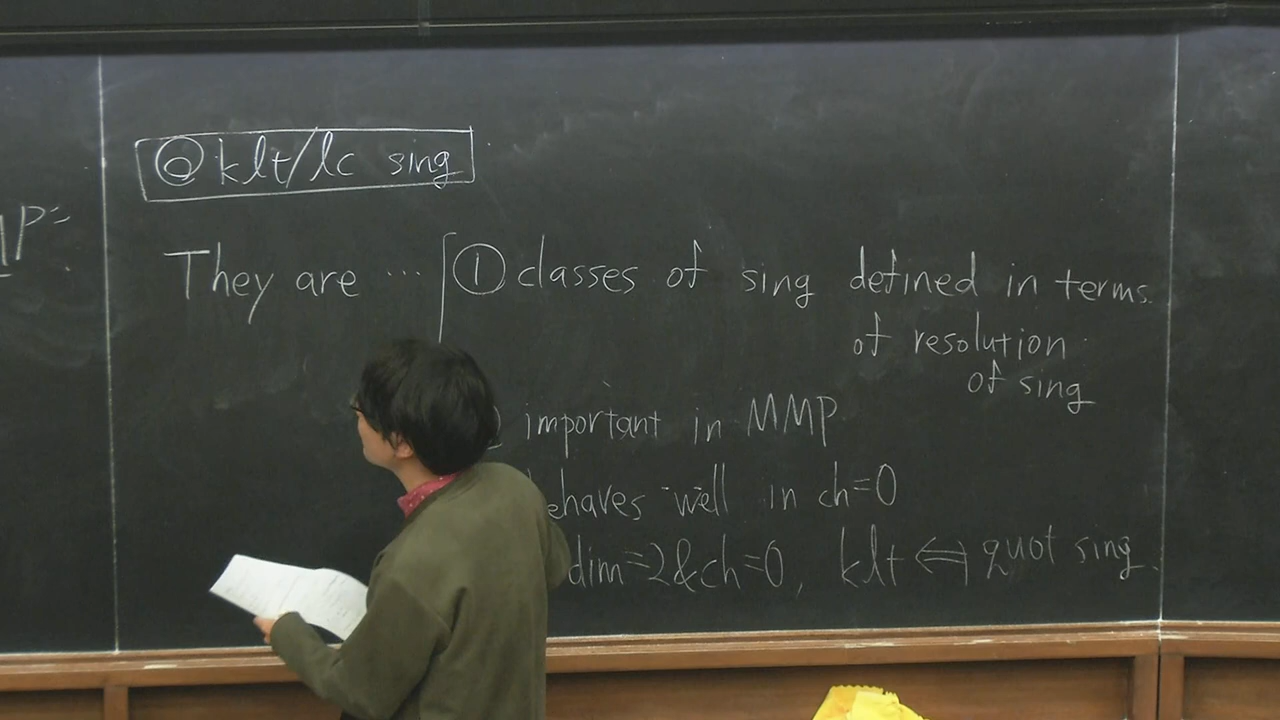 klt/lc sing
They are ... ① classes of sing defined in terms
of resolution
of sing
important in MMP
ehaves well in ch=0
dim=2&ch=0, klt ⟺ quot sing.